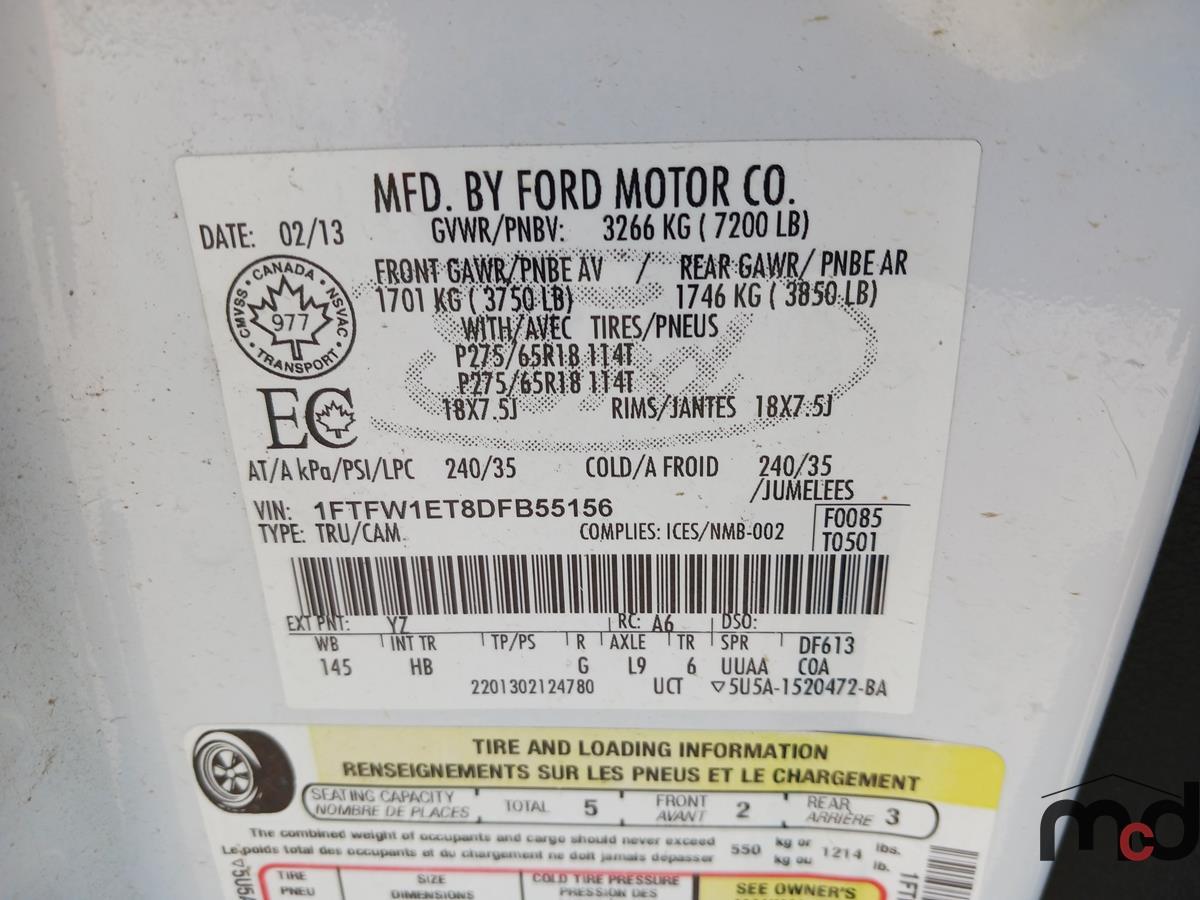 MFD. BY FORD MOTOR CO.
DATE: 02/13 GVWR/PNBV: 3266 KG ( 7200 LB)
FRONT GAWR/PNBE AV / REAR GAWR/ PNBE AR
1701 KG ( 3750 LB) 1746 KG ( 3850 LB)
WITH/AVEC TIRES/PNEUS
P275/65R18 114T
P275/65R18 114T
18X7.5J RIMS/JANTES 18X7.5J
CANADA
CMVSS NSVAC
977
TRANSPORT
EC
AT/A kPa/PSI/LPC 240/35 COLD/A FROID 240/35
/JUMELEES
VIN: 1FTFW1ET8DFB55156
F0085
TYPE: TRU/CAM COMPLIES: ICES/NMB-002
T0501
EXT PNT: YZ RC: A6 DSO:
WB INT TR TP/PS R AXLE TR SPR DF613
145 HB G L9 6 UUAA COA
2201302124780 UCT ▽5U5A-1520472-BA
TIRE AND LOADING INFORMATION
RENSEIGNEMENTS SUR LES PNEUS ET LE CHARGEMENT
SEATING CAPACITY TOTAL 5 FRONT 2 REAR 3
NOMBRE DE PLACES AVANT ARRIÈRE
The combined weight of occupants and cargo should never exceed 550 kg or 1214 lbs.
Le poids total des occupants et du chargement ne doit jamais dépasser kg ou lb.
TIRE SIZE COLD TIRE PRESSURE SEE OWNER'S
PNEU DIMENSIONS PRESSION DES
mcd